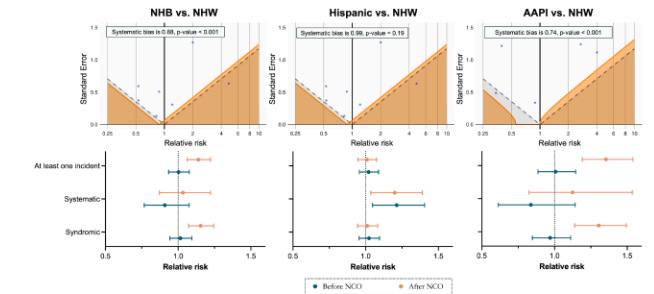 NHB vs. NHW
Hispanic vs. NHW
AAPI vs. NHW
Systematic bias is 0.88, p-value < 0.001
Systematic bias is 0.99, p-value = 0.19
Systematic bias is 0.74, p-value < 0.001
Standard Error
1.5
1.0
0.5
0.0
0.25 0.5 1 2 4 6 8 10
Relative risk
Standard Error
1.5
1.0
0.5
0.0
0.25 0.5 1 2 4 6 8 10
Relative risk
Standard Error
1.5
1.0
0.5
0.0
0.25 0.5 1 2 4 6 8 10
Relative risk
At least one incident
Systematic
Syndromic
0.5 1.0 1.5
Relative risk
0.5 1.0 1.5
Relative risk
0.5 1.0 1.5
Relative risk
Before NCO After NCO